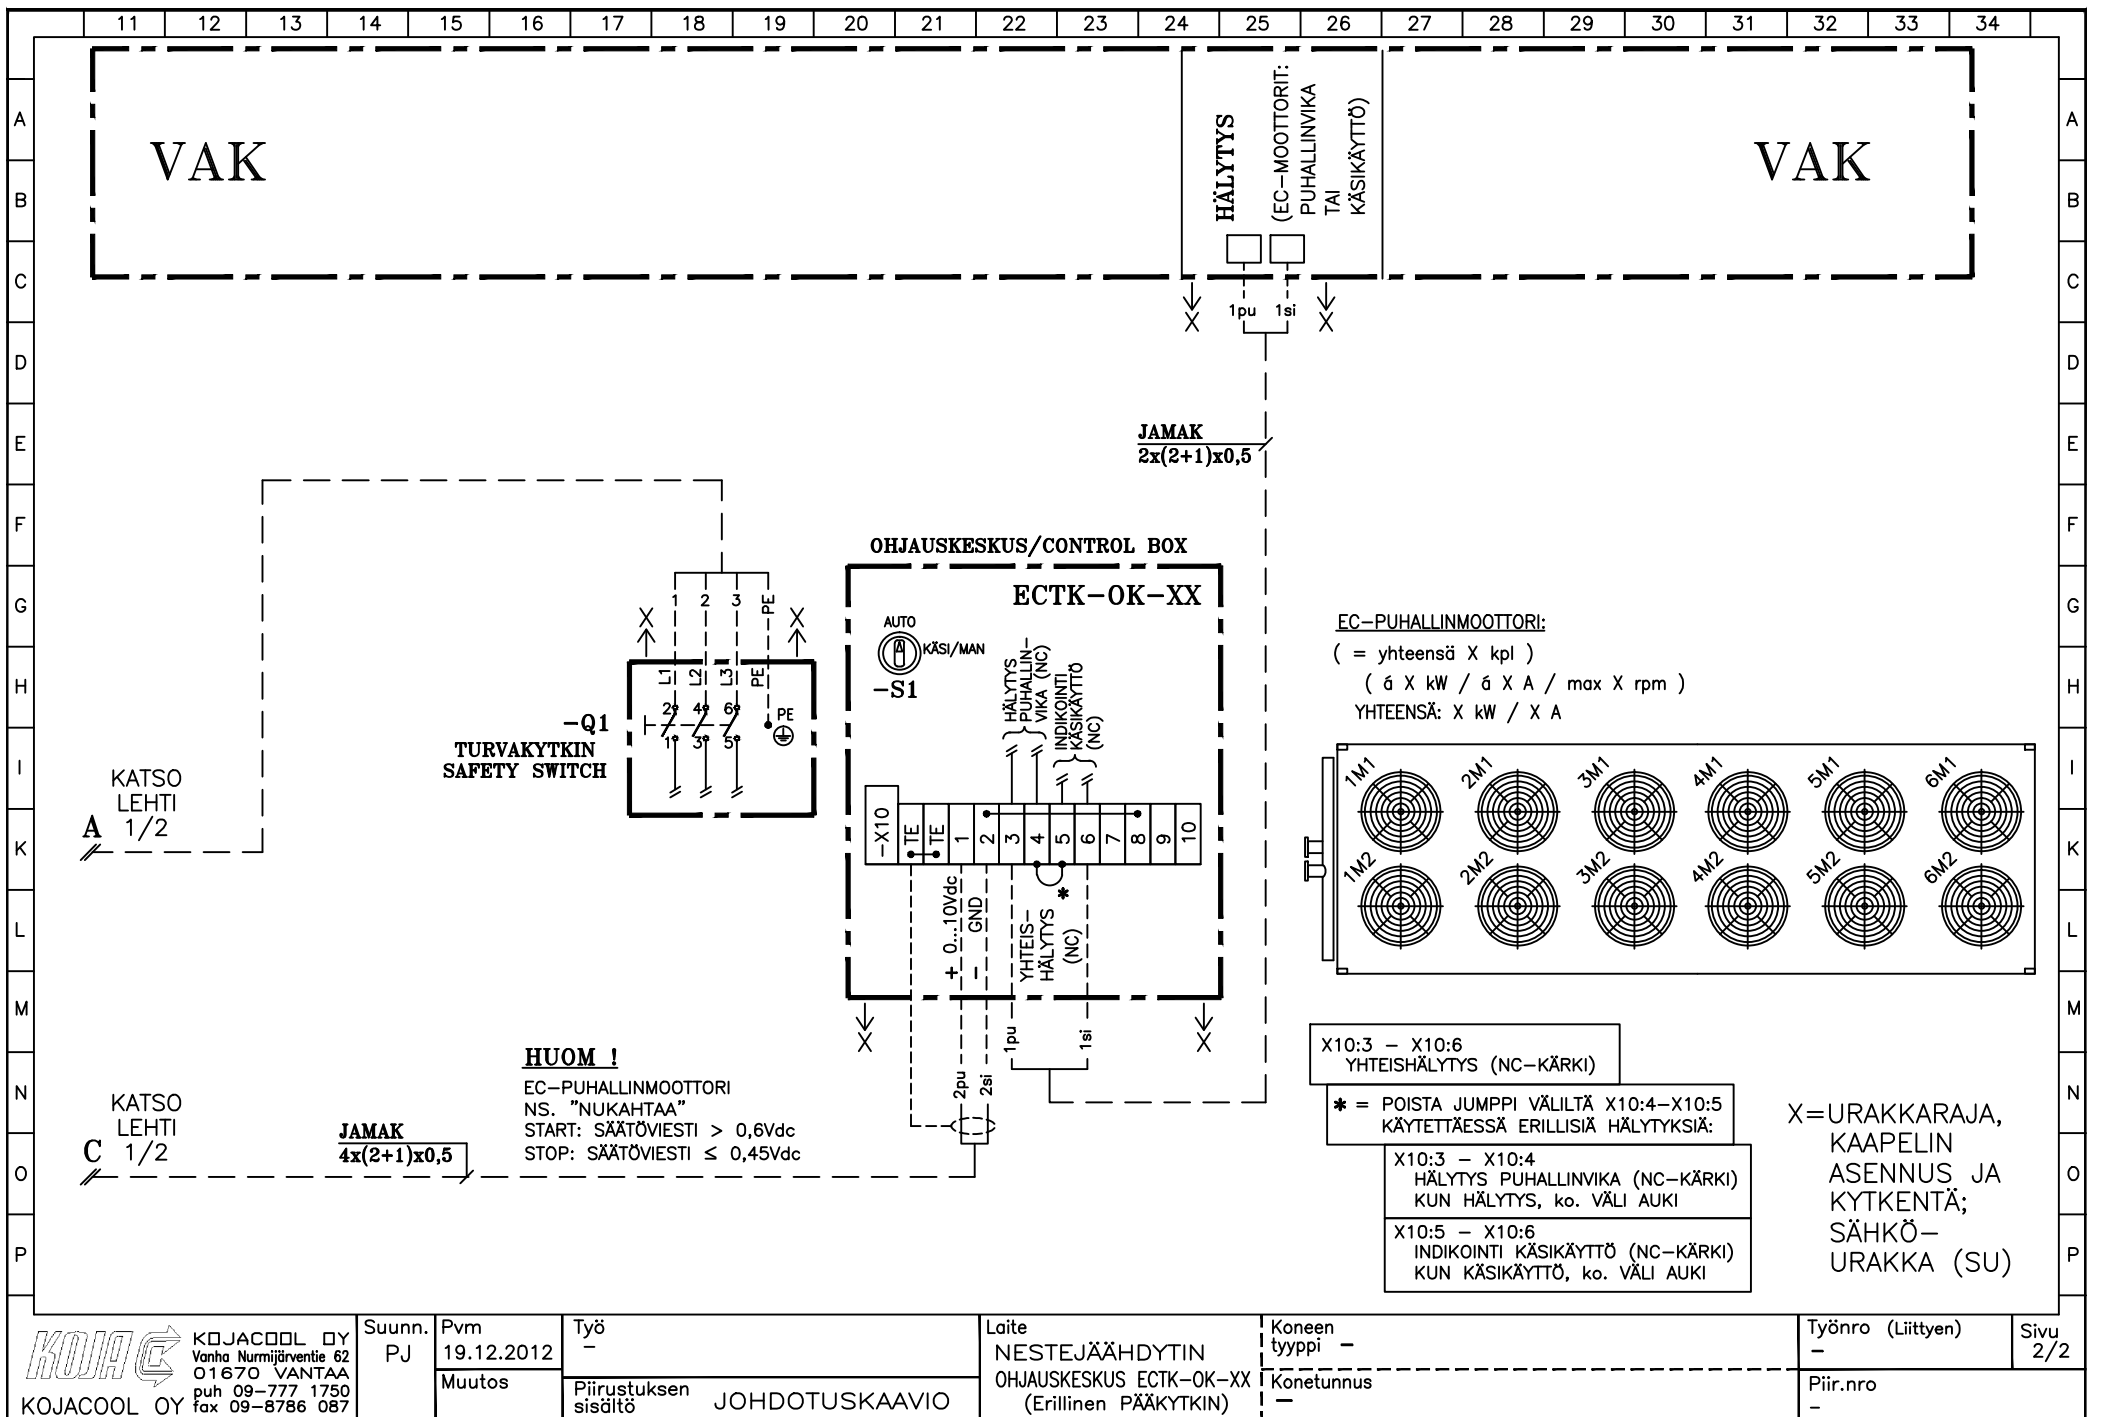 11 12 13 14 15 16 17 18 19 20 21 22 23 24 25 26 27 28 29 30 31 32 33 34
A
B
C
D
E
F
G
H
I
K
L
M
N
O
P
A
B
C
D
E
F
G
H
I
K
L
M
N
O
P
VAK
HÄLYTYS
(EC-MOOTTORIT:
PUHALLINVIKA
TAI
KÄSIKÄYTTÖ)
VAK
X
1pu
1si
X
JAMAK
2x(2+1)x0,5
OHJAUSKESKUS/CONTROL BOX
ECTK-OK-XX
AUTO
KÄSI/MAN
-S1
HÄLYTYS
PUHALLIN-
VIKA (NC)
INDIKOINTI
KÄSIKÄYTTÖ
(NC)
X
1 2 3 PE
X
L1 L2 L3 PE
2 4 6
1 3 5
PE
-Q1
TURVAKYTKIN
SAFETY SWITCH
-X10 TE TE 1 2 3 4 5 6 7 8 9 10
+ 0...10Vdc
- GND
YHTEIS-
HÄLYTYS
(NC)
*
X
X
2pu
2si
1pu
1si
KATSO
LEHTI
A 1/2
KATSO
LEHTI
C 1/2
JAMAK
4x(2+1)x0,5
HUOM !
EC-PUHALLINMOOTTORI
NS. "NUKAHTAA"
START: SÄÄTÖVIESTI > 0,6Vdc
STOP: SÄÄTÖVIESTI ≤ 0,45Vdc
EC-PUHALLINMOOTTORI:
( = yhteensä X kpl )
( á X kW / á X A / max X rpm )
YHTEENSÄ: X kW / X A
1M1 2M1 3M1 4M1 5M1 6M1
1M2 2M2 3M2 4M2 5M2 6M2
X10:3 - X10:6
YHTEISHÄLYTYS (NC-KÄRKI)
* = POISTA JUMPPI VÄLILTÄ X10:4-X10:5
KÄYTETTÄESSÄ ERILLISIÄ HÄLYTYKSIÄ:
X10:3 - X10:4
HÄLYTYS PUHALLINVIKA (NC-KÄRKI)
KUN HÄLYTYS, ko. VÄLI AUKI
X10:5 - X10:6
INDIKOINTI KÄSIKÄYTTÖ (NC-KÄRKI)
KUN KÄSIKÄYTTÖ, ko. VÄLI AUKI
X=URAKKARAJA,
KAAPELIN
ASENNUS JA
KYTKENTÄ;
SÄHKÖ-
URAKKA (SU)
KOJA
KOJACOOL OY
KOJACOOL OY
Vanha Nurmijärventie 62
01670 VANTAA
puh 09-777 1750
fax 09-8786 087
Suunn.
PJ
Pvm
19.12.2012
Muutos
Työ
-
Piirustuksen
sisältö
JOHDOTUSKAAVIO
Laite
NESTEJÄÄHDYTIN
OHJAUSKESKUS ECTK-OK-XX
(Erillinen PÄÄKYTKIN)
Koneen
tyyppi -
Konetunnus
-
Työnro (Liittyen)
-
Sivu
2/2
Piir.nro
-